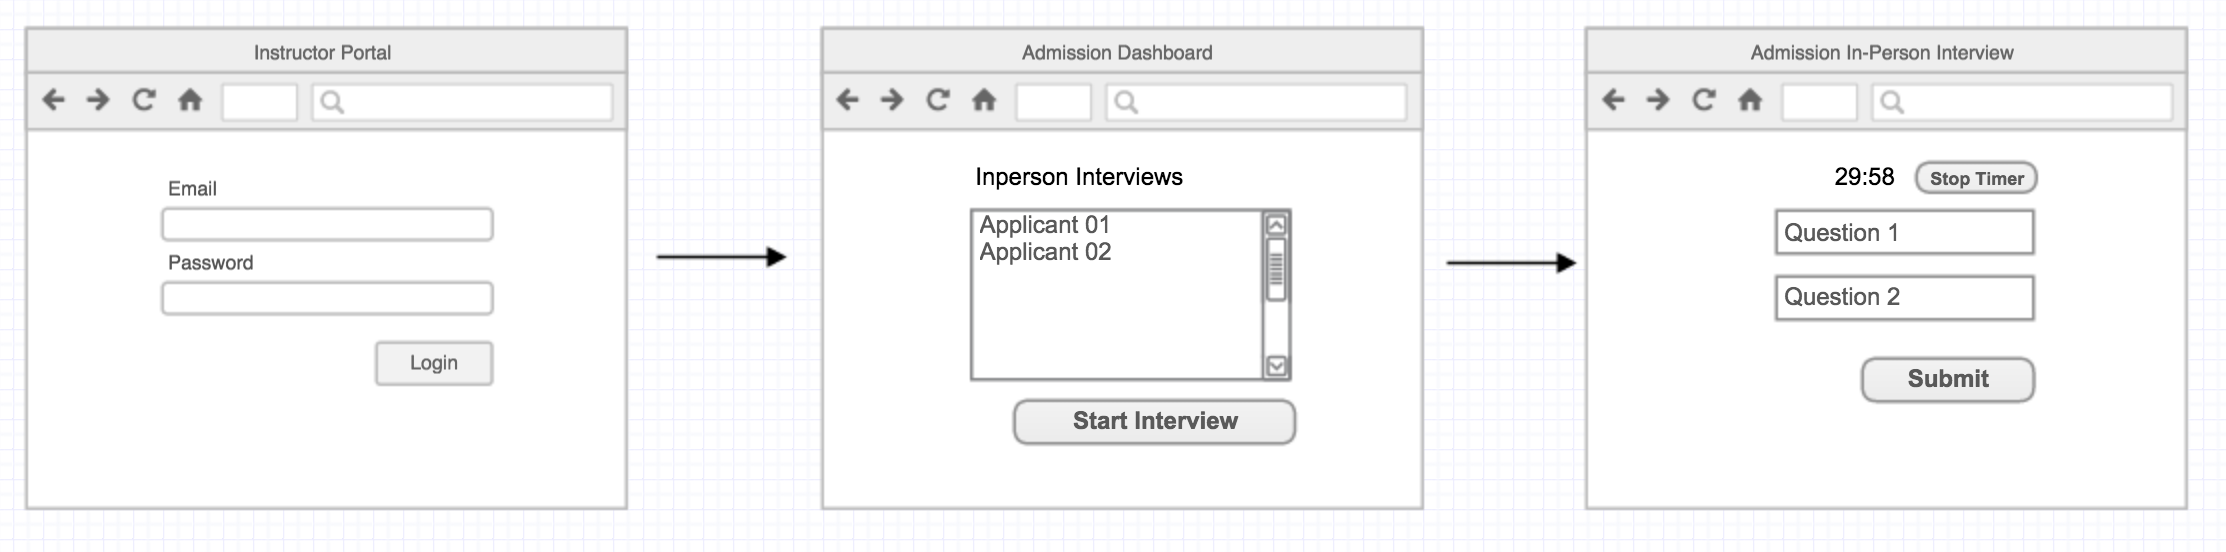 Instructor Portal
Email
Password
Login
Admission Dashboard
Inperson Interviews
Applicant 01
Applicant 02
Start Interview
Admission In-Person Interview
29:58 Stop Timer
Question 1
Question 2
Submit